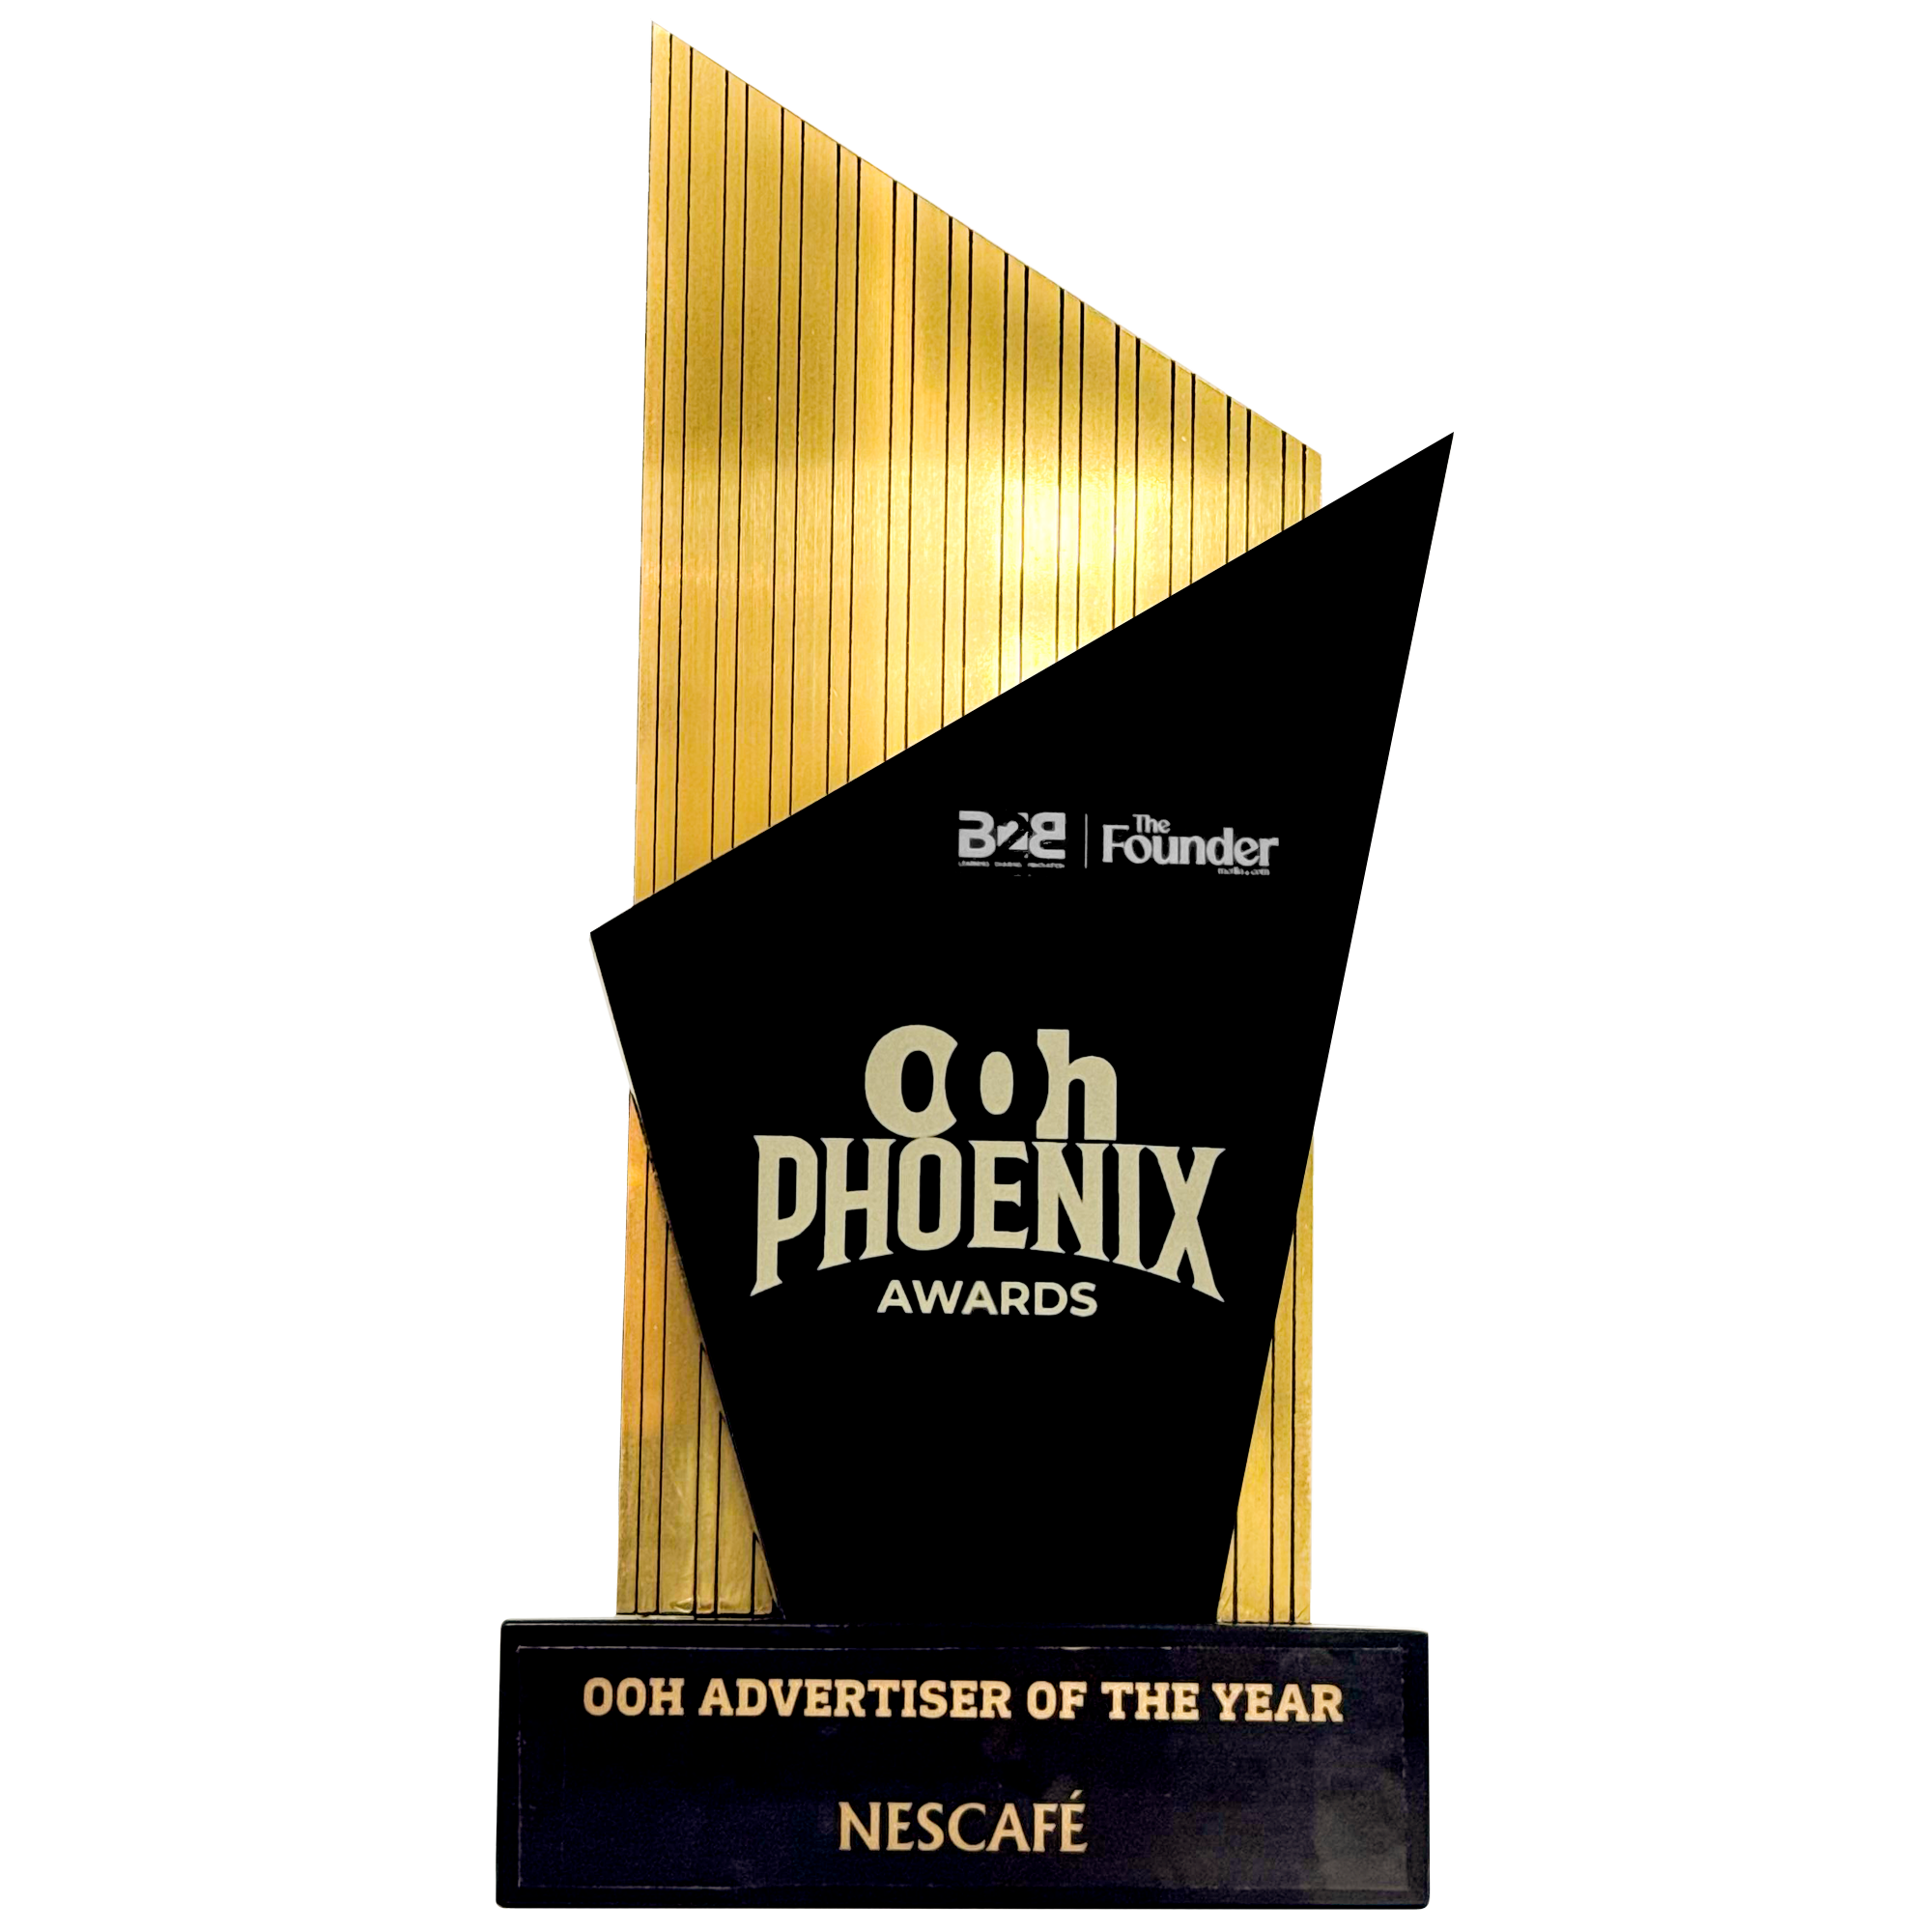 B2B
The
Founder
Ooh
PHOENIX
AWARDS
OOH ADVERTISER OF THE YEAR
NESCAFÉ